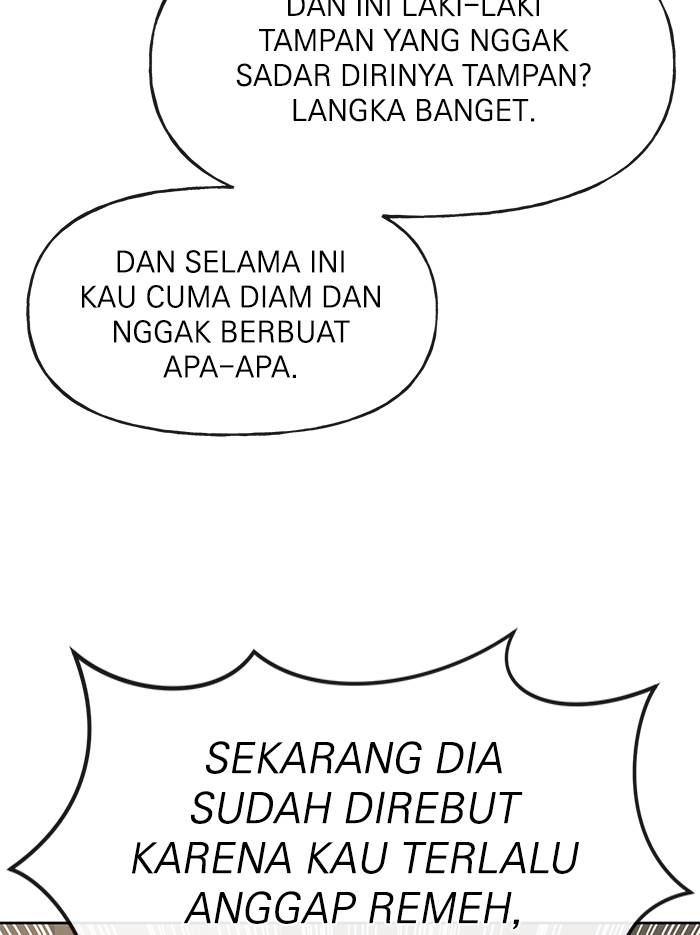 DAN INI LAKI-LAKI
TAMPAN YANG NGGAK
SADAR DIRINYA TAMPAN?
LANGKA BANGET.
DAN SELAMA INI
KAU CUMA DIAM DAN
NGGAK BERBUAT
APA-APA.
SEKARANG DIA
SUDAH DIREBUT
KARENA KAU TERLALU
ANGGAP REMEH,